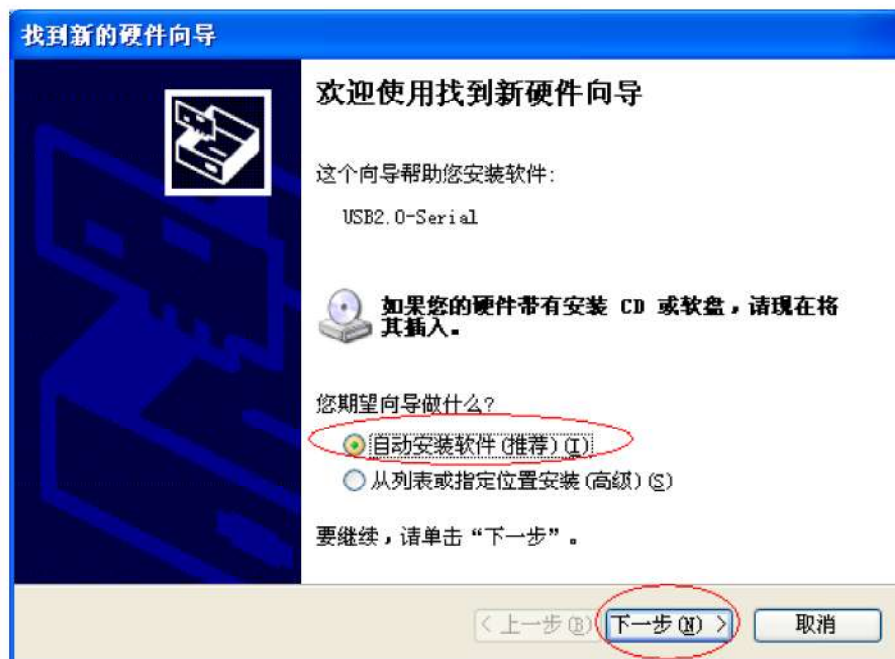 找到新的硬件向导
欢迎使用找到新硬件向导
这个向导帮助您安装软件:
USB2.0-Serial
如果您的硬件带有安装 CD 或软盘，请现在将
其插入。
您期望向导做什么?
自动安装软件(推荐)(I)
从列表或指定位置安装(高级)(S)
要继续，请单击“下一步”。
< 上一步(B) 下一步(N) > 取消